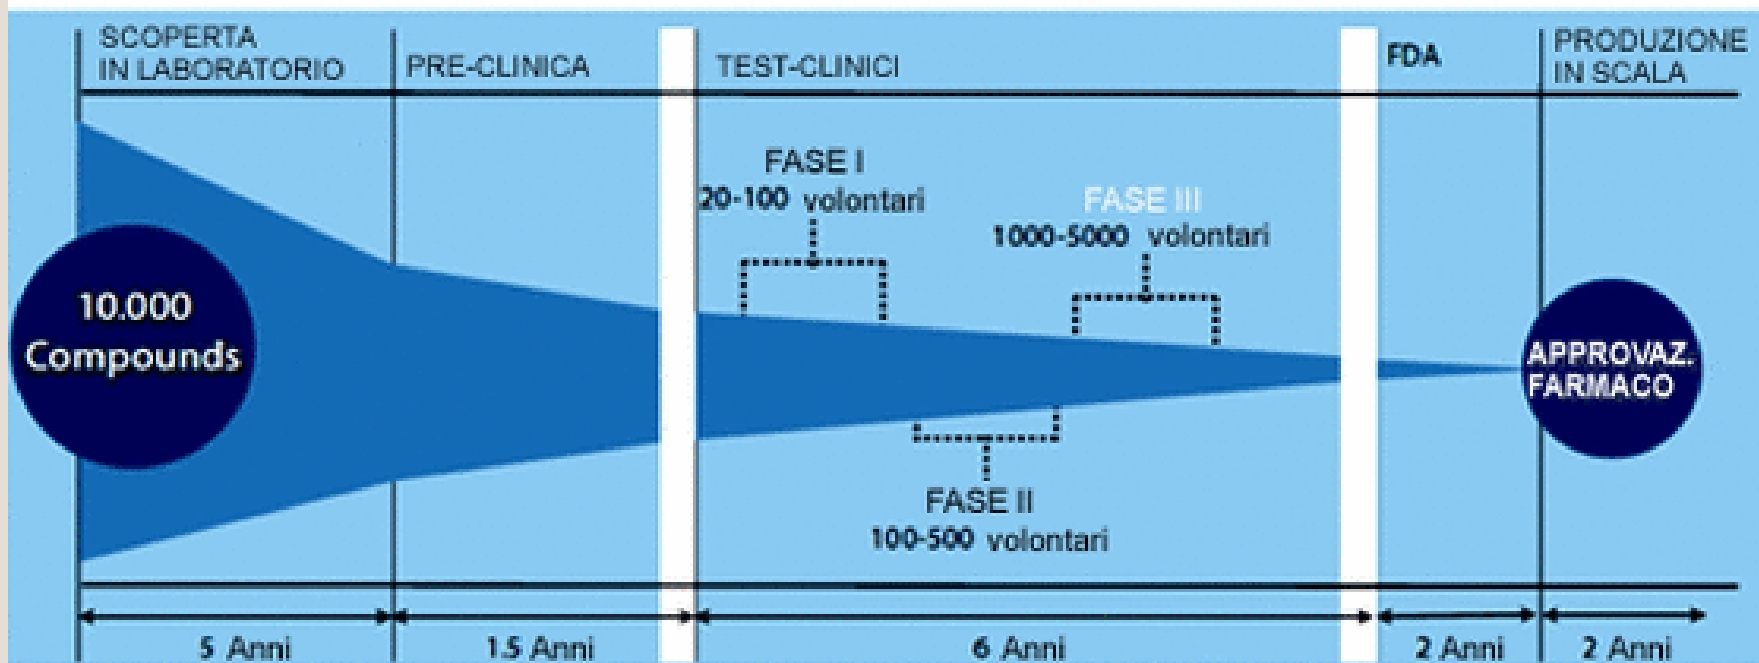 SCOPERTA
IN LABORATORIO
PRE-CLINICA
TEST-CLINICI
FDA
PRODUZIONE
IN SCALA
FASE I
20-100 volontari
FASE III
1000-5000 volontari
10.000
Compounds
APPROVAZ.
FARMACO
FASE II
100-500 volontari
5 Anni
1.5 Anni
6 Anni
2 Anni
2 Anni